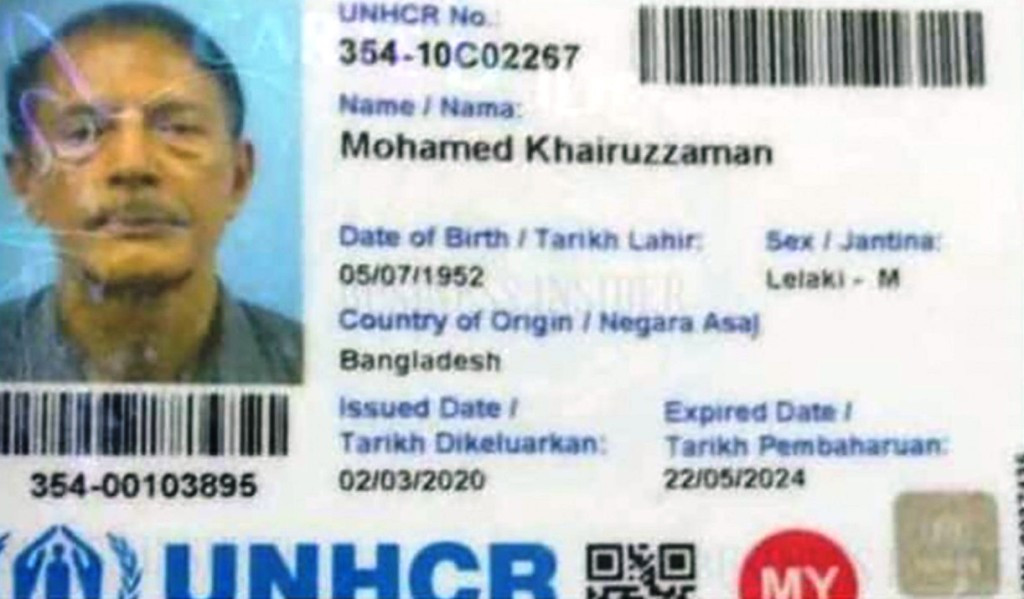 UNHCR No.:
354-10C02267
Name / Nama:
Mohamed Khairuzzaman
Date of Birth / Tarikh Lahir:
Sex / Jantina:
05/07/1952
Lelaki - M
BUSINESS INSIDER
Country of Origin / Negara Asal
Bangladesh
Issued Date /
Tarikh Dikeluarkan:
02/03/2020
Expired Date /
Tarikh Pembaharuan:
22/05/2024
354-00103895
UNHCR
MY